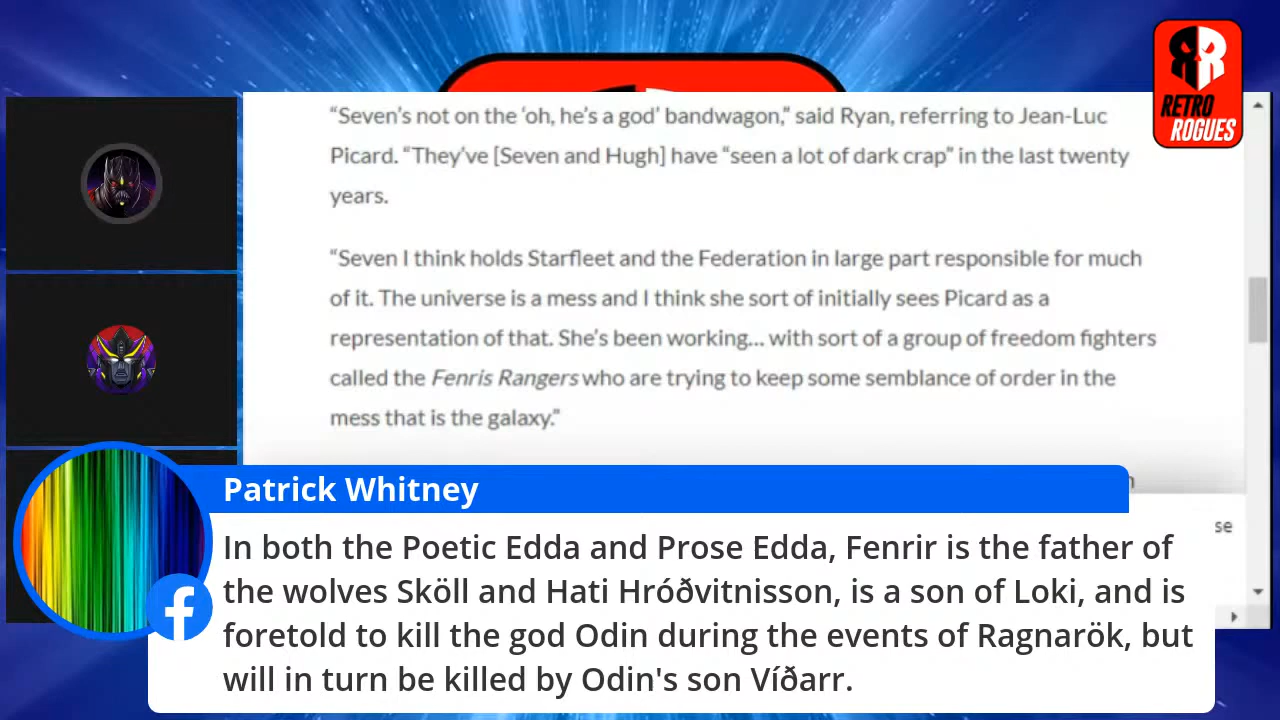 RETRO
ROGUES
“Seven’s not on the ‘oh, he’s a god’ bandwagon,” said Ryan, referring to Jean-Luc
Picard. “They’ve [Seven and Hugh] have “seen a lot of dark crap” in the last twenty
years.
“Seven I think holds Starfleet and the Federation in large part responsible for much
of it. The universe is a mess and I think she sort of initially sees Picard as a
representation of that. She’s been working... with sort of a group of freedom fighters
called the Fenris Rangers who are trying to keep some semblance of order in the
mess that is the galaxy.”
se
Patrick Whitney
In both the Poetic Edda and Prose Edda, Fenrir is the father of
the wolves Sköll and Hati Hróðvitnisson, is a son of Loki, and is
foretold to kill the god Odin during the events of Ragnarök, but
will in turn be killed by Odin's son Víðarr.